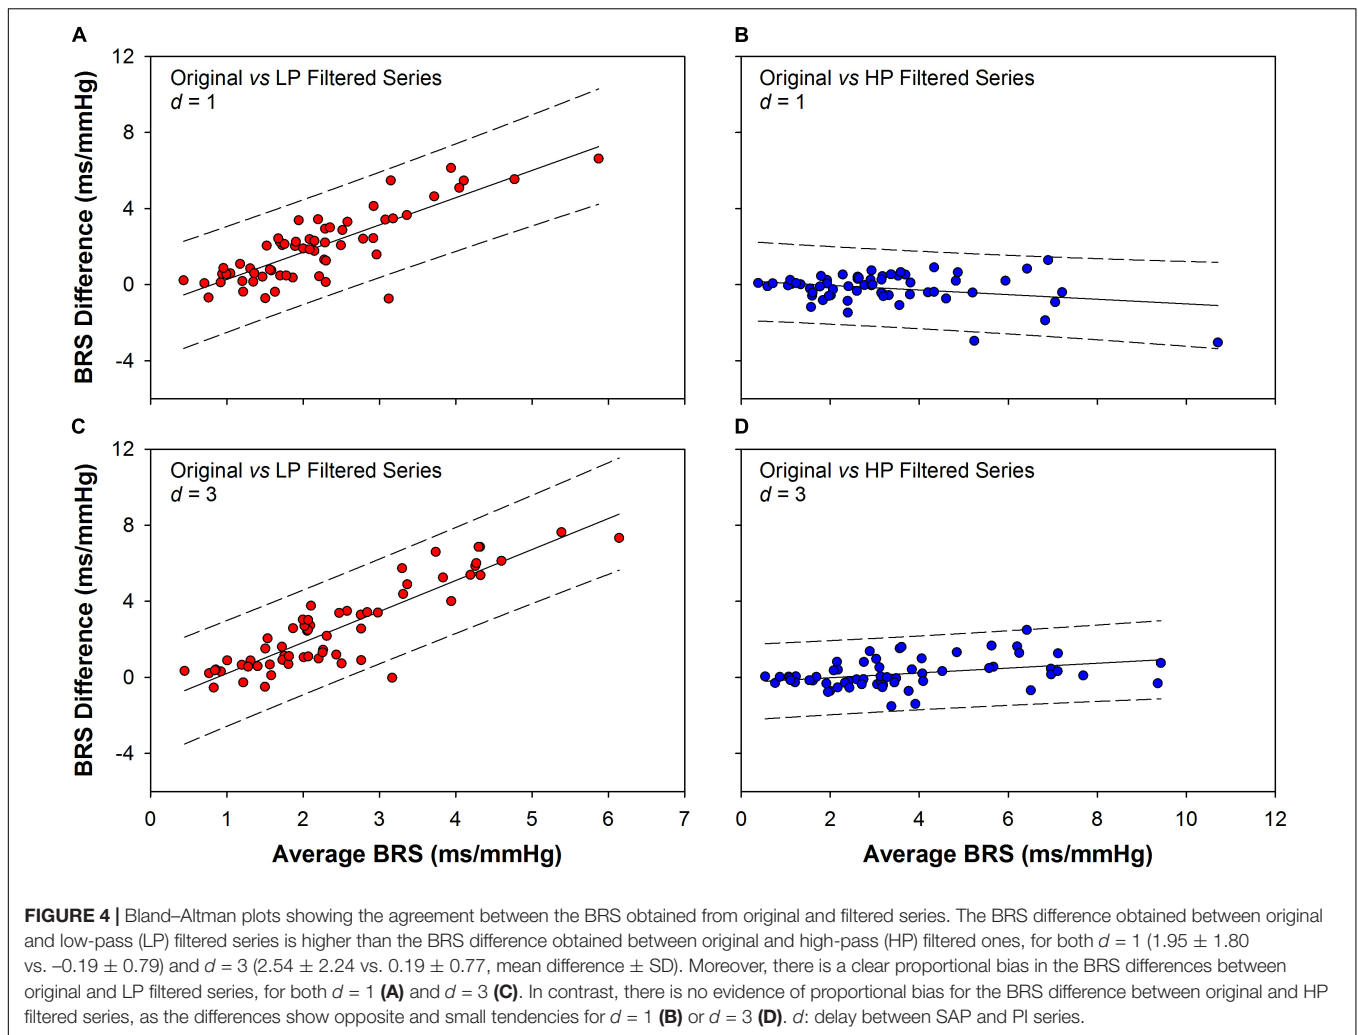 A
B
12
8
4
0
-4
BRS Difference (ms/mmHg)
Original vs LP Filtered Series
d = 1
Original vs HP Filtered Series
d = 1
C
D
12
8
4
0
-4
BRS Difference (ms/mmHg)
Original vs LP Filtered Series
d = 3
Original vs HP Filtered Series
d = 3
0 1 2 3 4 5 6 7
0 2 4 6 8 10 12
Average BRS (ms/mmHg)
Average BRS (ms/mmHg)
FIGURE 4 | Bland–Altman plots showing the agreement between the BRS obtained from original and filtered series. The BRS difference obtained between original
and low-pass (LP) filtered series is higher than the BRS difference obtained between original and high-pass (HP) filtered ones, for both d = 1 (1.95 ± 1.80
vs. –0.19 ± 0.79) and d = 3 (2.54 ± 2.24 vs. 0.19 ± 0.77, mean difference ± SD). Moreover, there is a clear proportional bias in the BRS differences between
original and LP filtered series, for both d = 1 (A) and d = 3 (C). In contrast, there is no evidence of proportional bias for the BRS difference between original and HP
filtered series, as the differences show opposite and small tendencies for d = 1 (B) or d = 3 (D). d: delay between SAP and PI series.